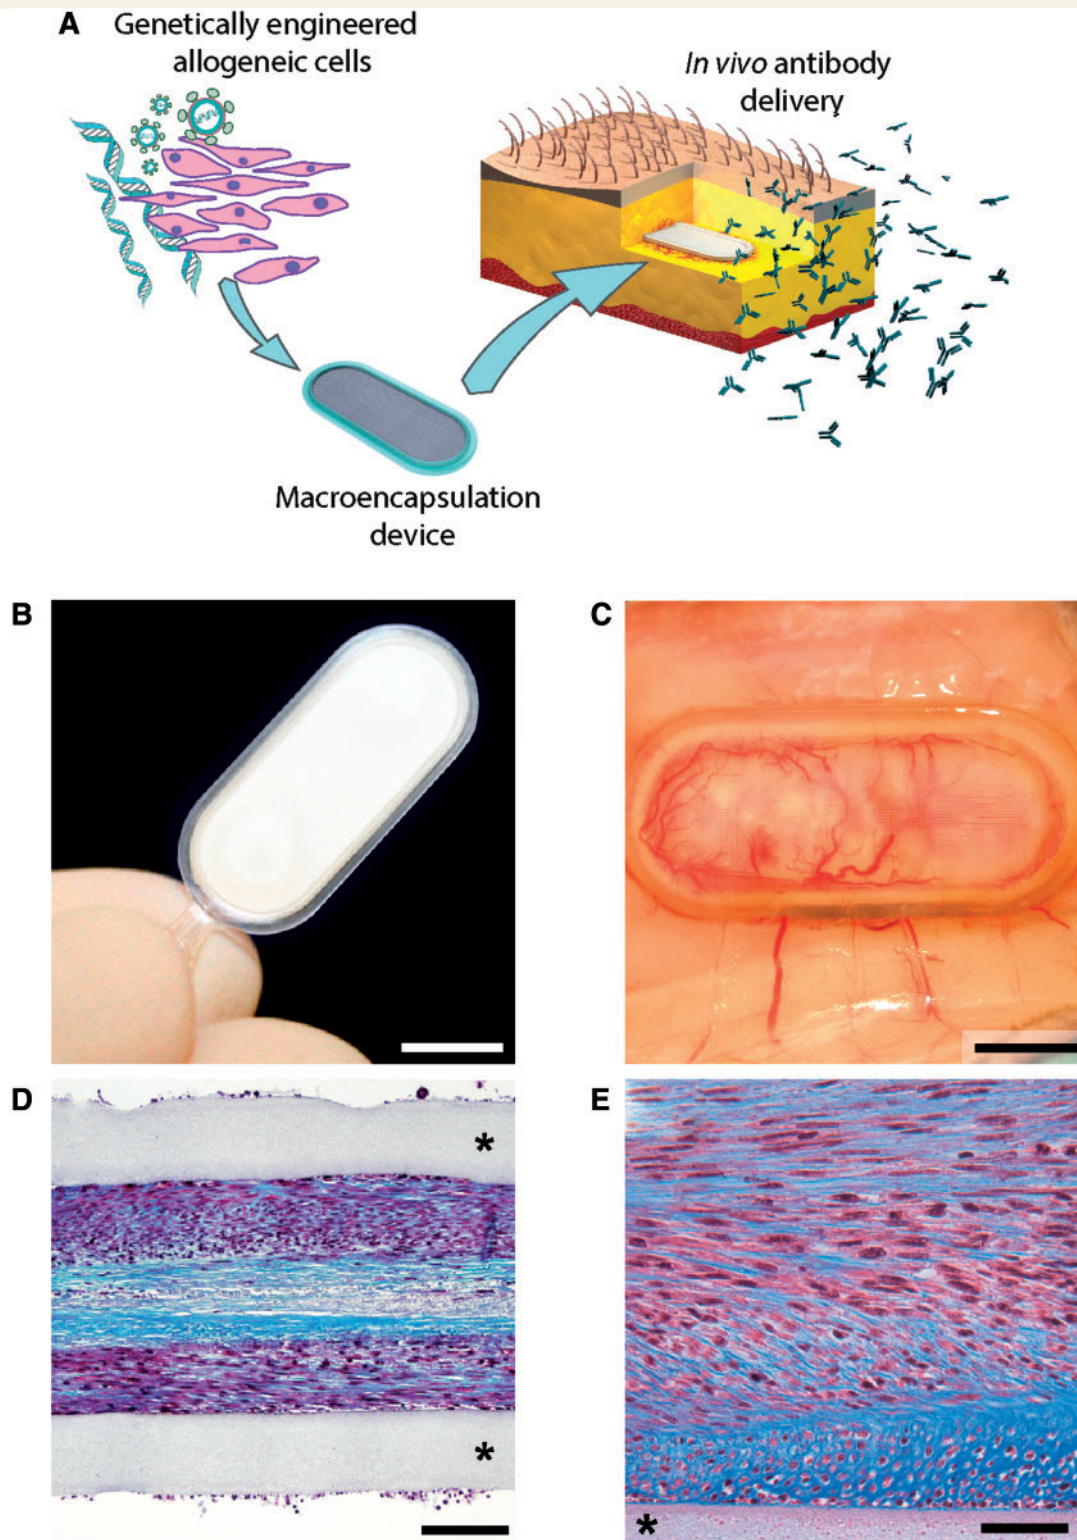 A
Genetically engineered
allogeneic cells
In vivo antibody
delivery
Macroencapsulation
device
B
C
D
*
*
E
*